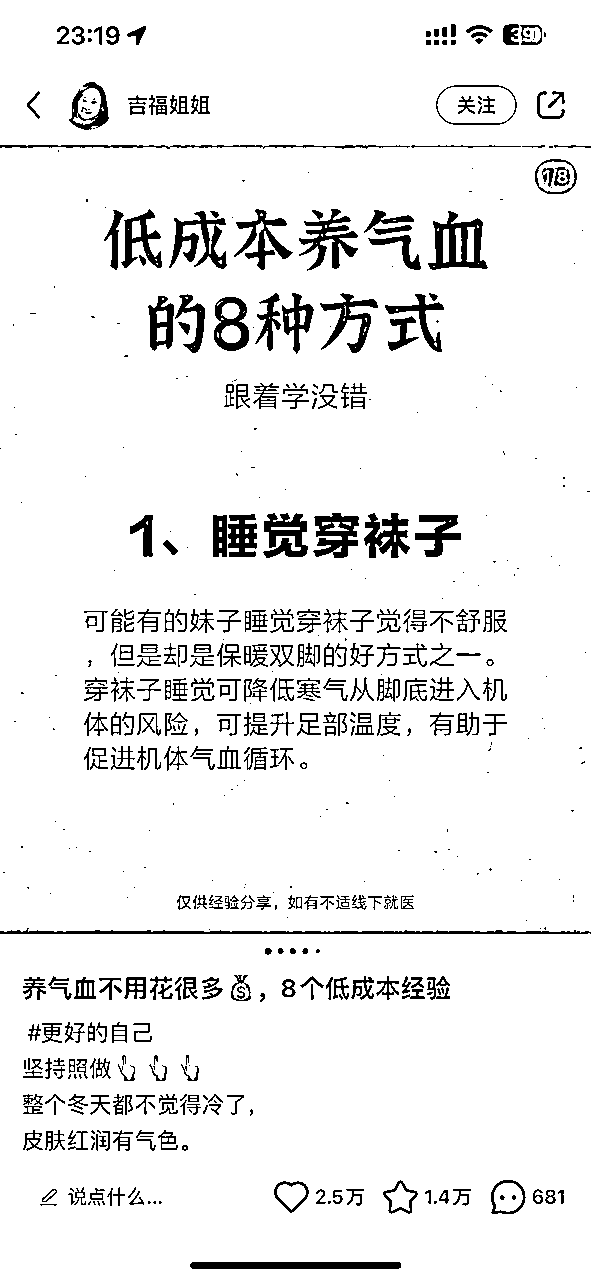 23:19
39
吉福姐姐
关注
低成本养气血
的8种方式
跟着学没错
1、睡觉穿袜子
可能有的妹子睡觉穿袜子觉得不舒服
，但是却是保暖双脚的好方式之一。
穿袜子睡觉可降低寒气从脚底进入机
体的风险，可提升足部温度，有助于
促进机体气血循环。
仅供经验分享，如有不适线下就医
养气血不用花很多💰，8个低成本经验
#更好的自己
坚持照做👆👆👆
整个冬天都不觉得冷了，
皮肤红润有气色。
说点什么...
2.5万
1.4万
681